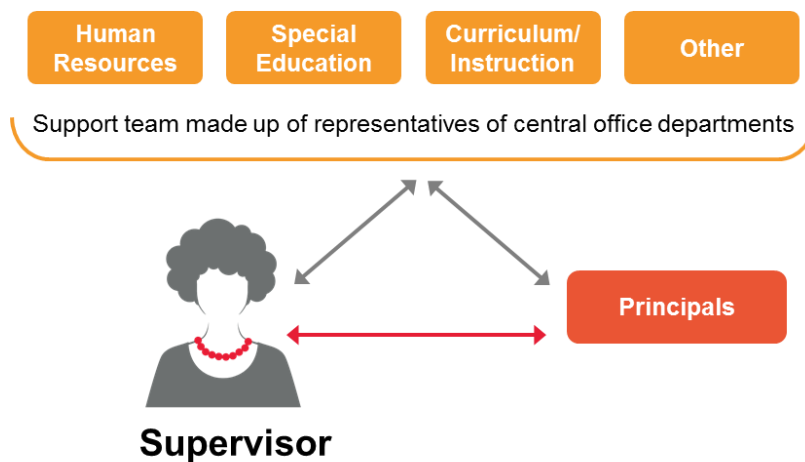 Human
Resources
Special
Education
Curriculum/
Instruction
Other
Support team made up of representatives of central office departments
Principals
Supervisor